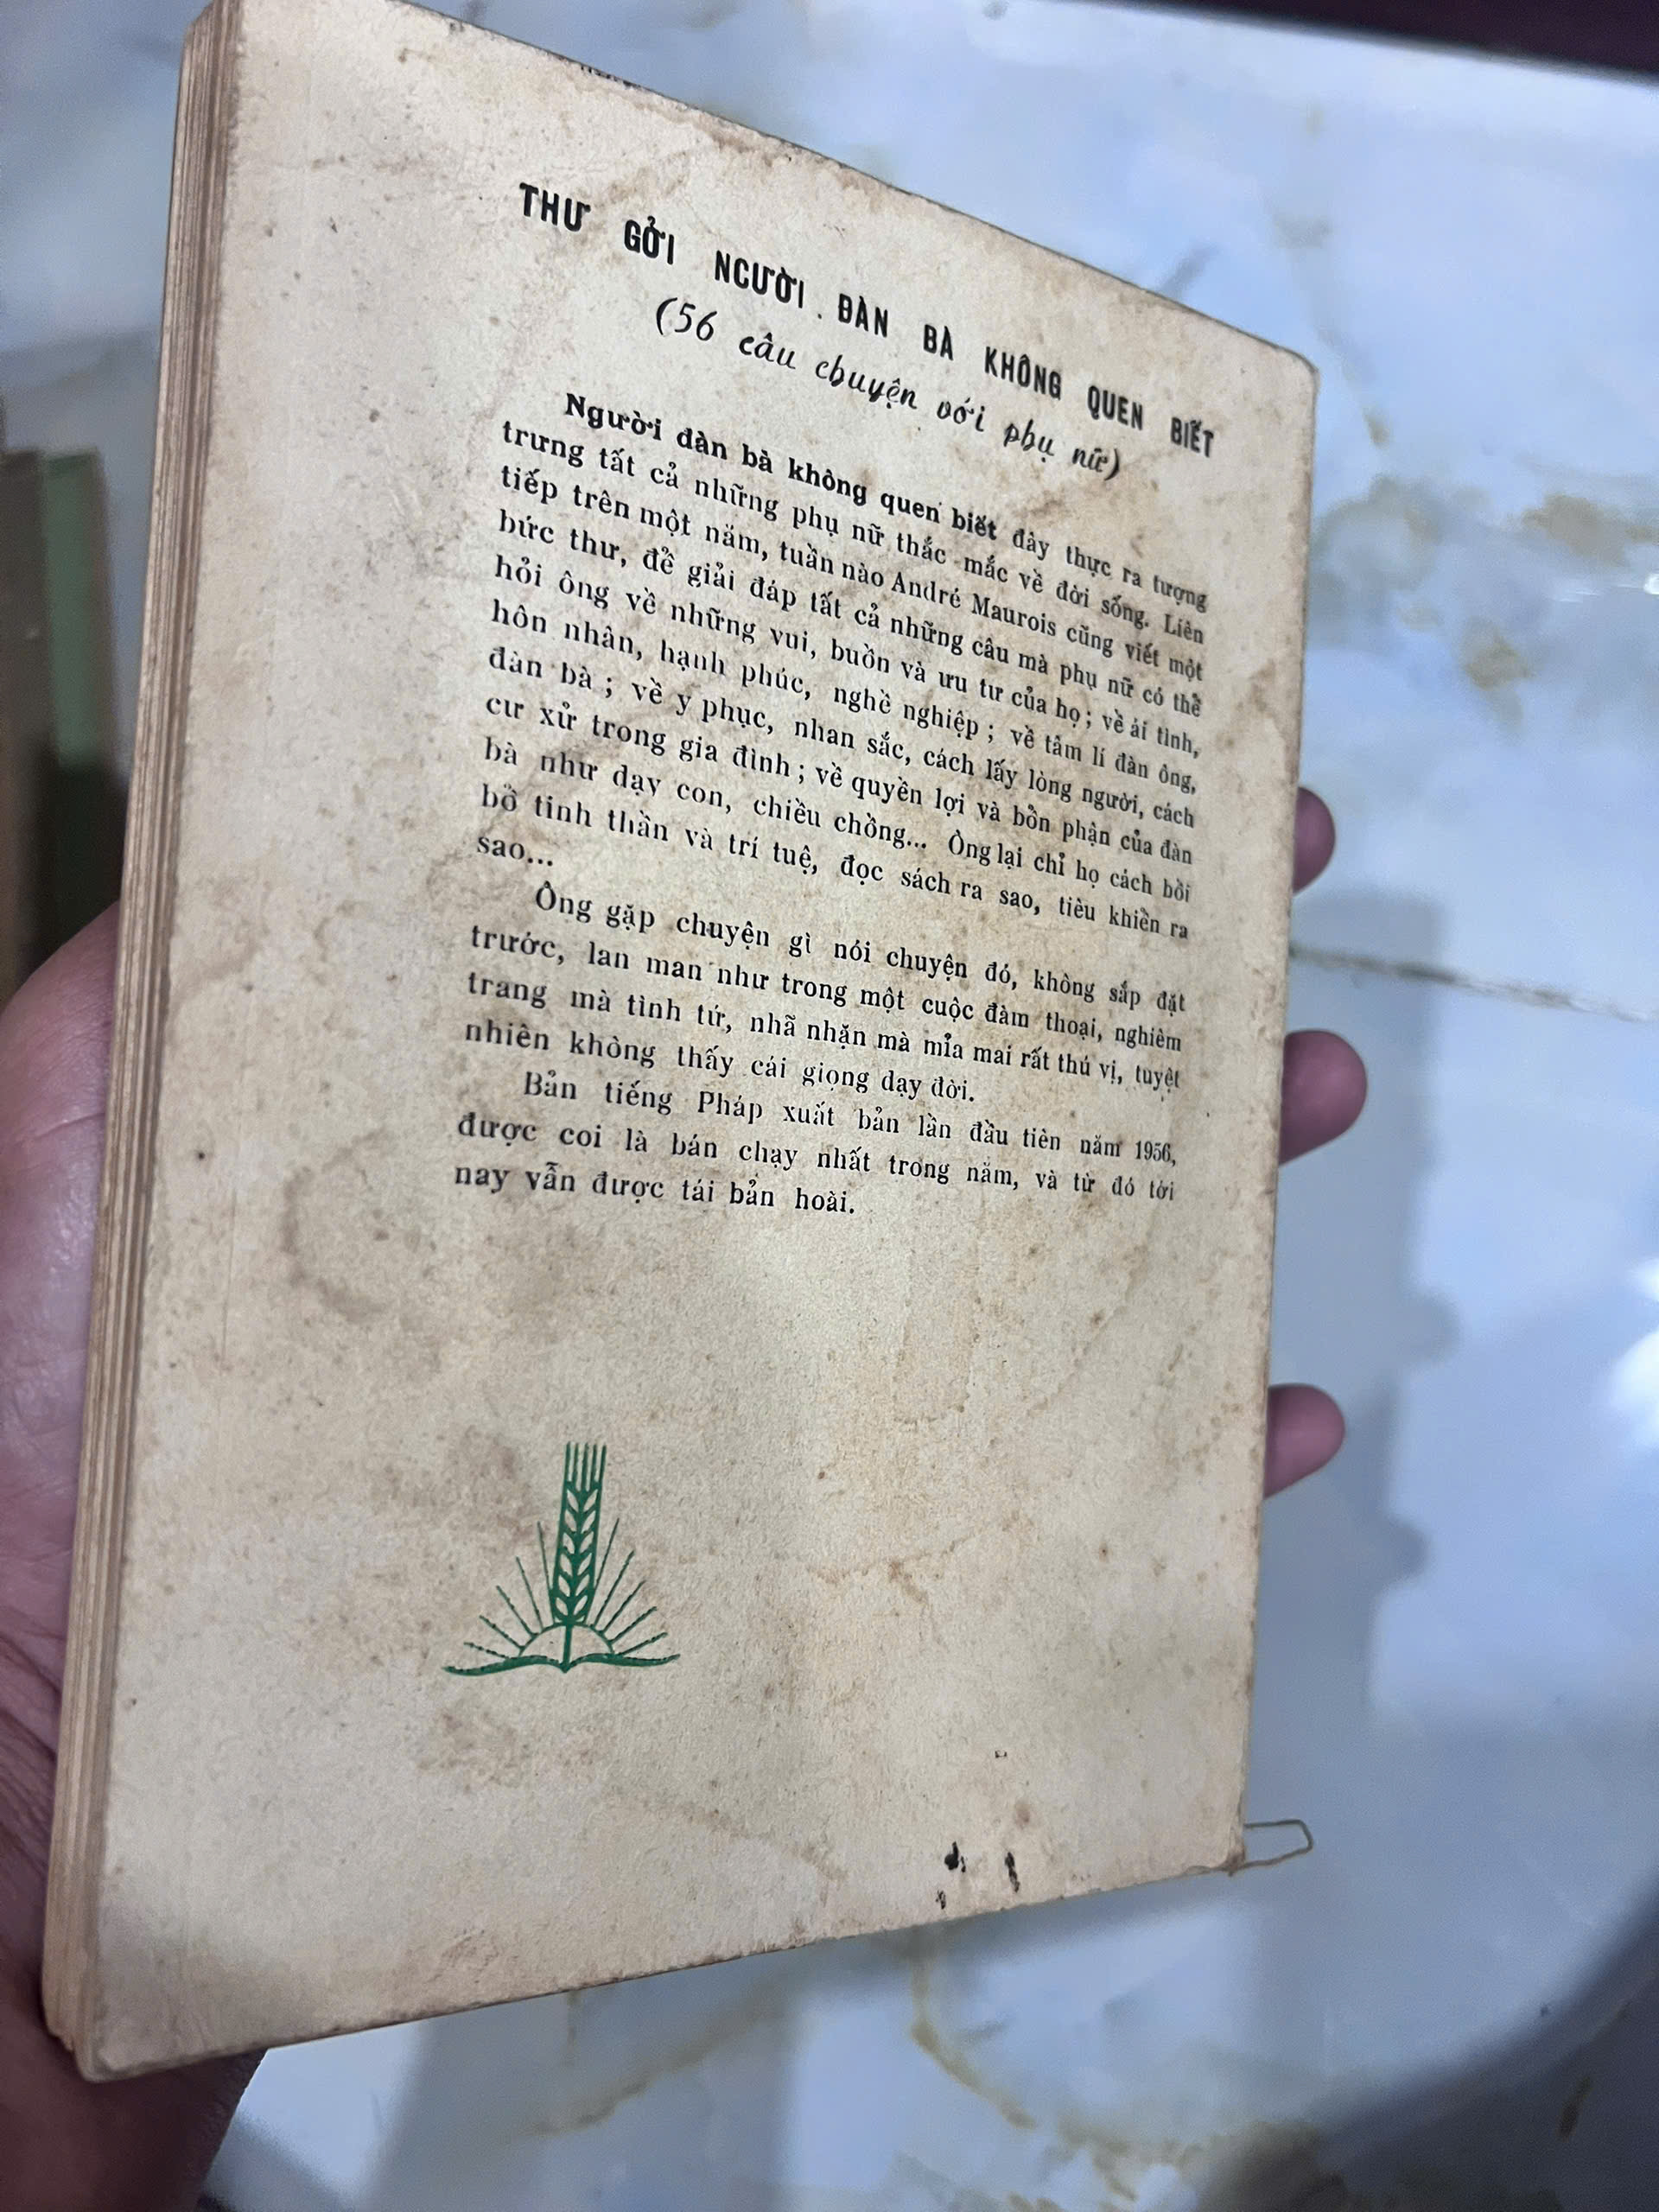 THƯ GỞI NGƯỜI ĐÀN BÀ KHÔNG QUEN BIẾT
(56 câu chuyện với phụ nữ)
Người đàn bà không quen biết đây thực ra tượng
trưng tất cả những phụ nữ thắc mắc về đời sống. Liên
tiếp trên một năm, tuần nào André Maurois cũng viết một
bức thư, để giải đáp tất cả những câu mà phụ nữ có thể
hỏi ông về những vui, buồn và ưu tư của họ ; về ái tình,
hôn nhân, hạnh phúc, nghề nghiệp ; về tâm lí đàn ông,
đàn bà ; về y phục, nhan sắc, cách lấy lòng người, cách
cư xử trong gia đình ; về quyền lợi và bổn phận của đàn
bà như dạy con, chiều chồng... Ông lại chỉ họ cách bồi
bổ tinh thần và trí tuệ, đọc sách ra sao, tiêu khiển ra
sao...
Ông gặp chuyện gì nói chuyện đó, không sắp đặt
trước, lan man như trong một cuộc đàm thoại, nghiêm
trang mà tình tứ, nhã nhặn mà mỉa mai rất thú vị, tuyệt
nhiên không thấy cái giọng dạy đời.
Bản tiếng Pháp xuất bản lần đầu tiên năm 1956,
được coi là bán chạy nhất trong năm, và từ đó tới
nay vẫn được tái bản hoài.